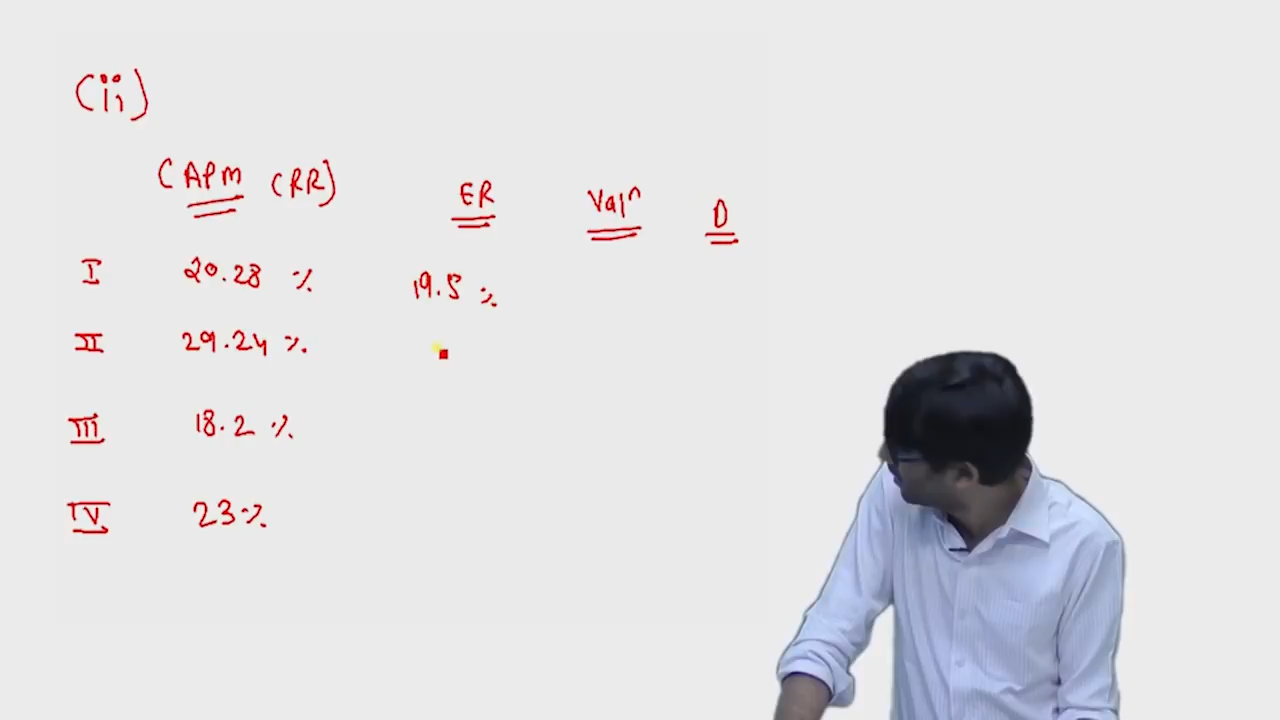 (ii)
CAPM (RR) ER Valⁿ D
I 20.28 % 19.5 %
II 29.24 %
III 18.2 %
IV 23 %